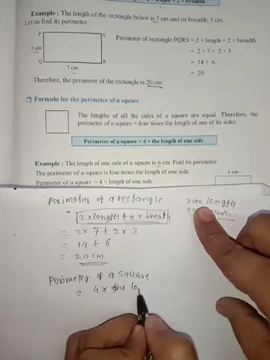 Example : The length of the rectangle below is 7 cm and its breadth, 3 cm.
Let us find its perimeter.
P
S
Perimeter of rectangle PQRS = 2 × length + 2 × breadth
3 cm
= 2 × 7 + 2 × 3
= 14 + 6
Q
R
7 cm
= 20
Therefore, the perimeter of the rectangle is 20 cm.
Formula for the perimeter of a square
The lengths of all the sides of a square are equal. Therefore, the
perimeter of a square = four times the length of one of its sides.
Perimeter of a square = 4 × the length of one side
Example : The length of one side of a square is 6 cm. Find its perimeter.
The perimeter of a square is four times the length of one side.
6 cm
Perimeter of a square = 4 × length of one side
Perimeter of a rectangle
7 cm length
= 2 × length + 2 × breath
= 2 × 7 + 2 × 3
= 14 + 6
= 20 cm
Perimeter of a square
= 4 × the